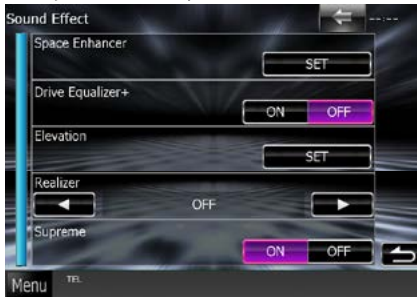 Sound Effect --:--
Space Enhancer
SET
Drive Equalizer+
ON OFF
Elevation
SET
Realizer
OFF
Supreme
ON OFF
Menu TEL